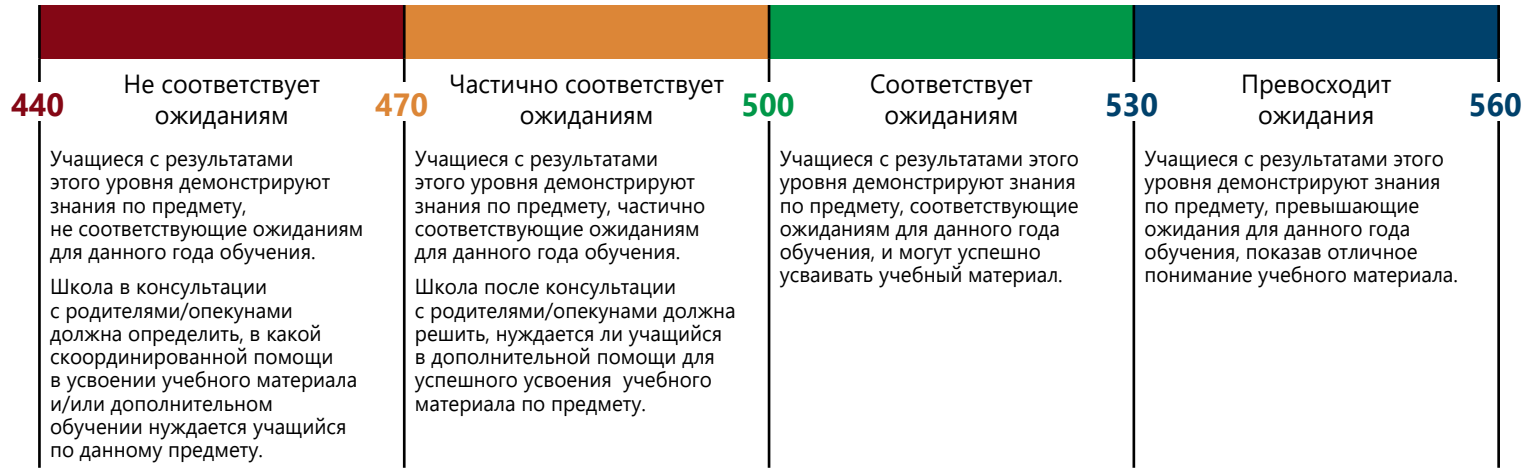 440
Не соответствует
ожиданиям
470
Частично соответствует
ожиданиям
500
Соответствует
ожиданиям
530
Превосходит
ожидания
560
Учащиеся с результатами
этого уровня демонстрируют
знания по предмету,
не соответствующие ожиданиям
для данного года обучения.
Школа в консультации
с родителями/опекунами
должна определить, в какой
скоординированной помощи
в усвоении учебного материала
и/или дополнительном
обучении нуждается учащийся
по данному предмету.
Учащиеся с результатами
этого уровня демонстрируют
знания по предмету, частично
соответствующие ожиданиям
для данного года обучения.
Школа после консультации
с родителями/опекунами должна
решить, нуждается ли учащийся
в дополнительной помощи для
успешного усвоения учебного
материала по предмету.
Учащиеся с результатами этого
уровня демонстрируют знания
по предмету, соответствующие
ожиданиям для данного года
обучения, и могут успешно
усваивать учебный материал.
Учащиеся с результатами этого
уровня демонстрируют знания
по предмету, превышающие
ожидания для данного года
обучения, показав отличное
понимание учебного материала.